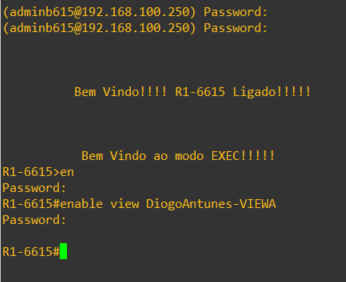 (adminb615@192.168.100.250) Password:
(adminb615@192.168.100.250) Password:
Bem Vindo!!!! R1-6615 Ligado!!!!!
Bem Vindo ao modo EXEC!!!!!
R1-6615>en
Password:
R1-6615#enable view DiogoAntunes-VIEWA
Password:
R1-6615#